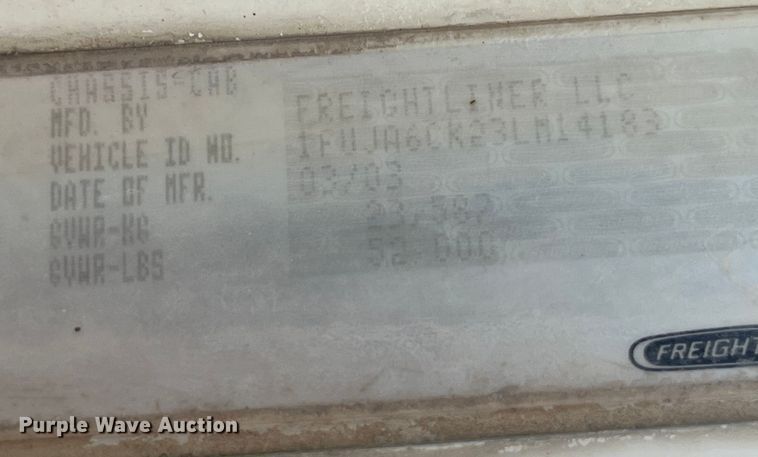 CHASSIS-CAB
MFD. BY FREIGHTLINER LLC
VEHICLE ID NO. 1FUJA6CK23LM14183
DATE OF MFR. 03/03
GVWR-KG 23,587
GVWR-LBS 52,000
FREIGHT
Purple Wave Auction